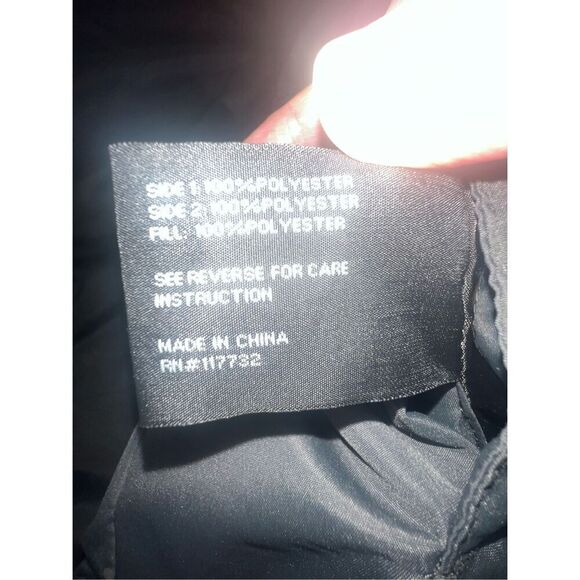 SIDE 1: 100%POLYESTER
SIDE 2: 100%POLYESTER
FILL: 100%POLYESTER
SEE REVERSE FOR CARE
INSTRUCTION
MADE IN CHINA
RN#117732